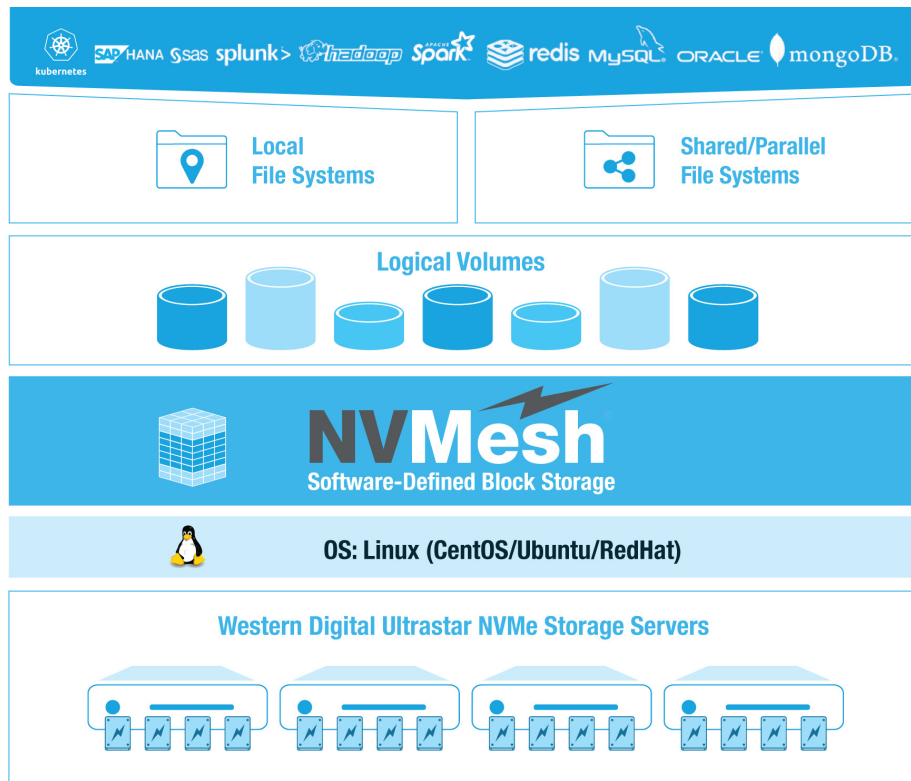 kubernetes SAP HANA sas splunk> hadoop APACHE Spark redis MySQL ORACLE mongoDB
Local
File Systems
Shared/Parallel
File Systems
Logical Volumes
NVMesh
Software-Defined Block Storage
OS: Linux (CentOS/Ubuntu/RedHat)
Western Digital Ultrastar NVMe Storage Servers